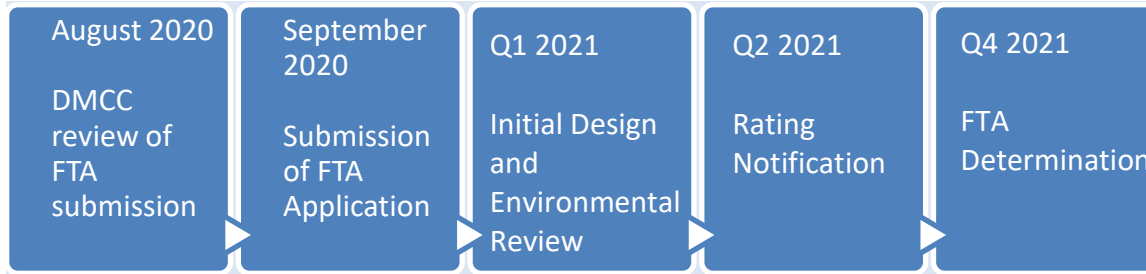 August 2020
DMCC
review of
FTA
submission
September
2020
Submission
of FTA
Application
Q1 2021
Initial Design
and
Environmental
Review
Q2 2021
Rating
Notification
Q4 2021
FTA
Determination